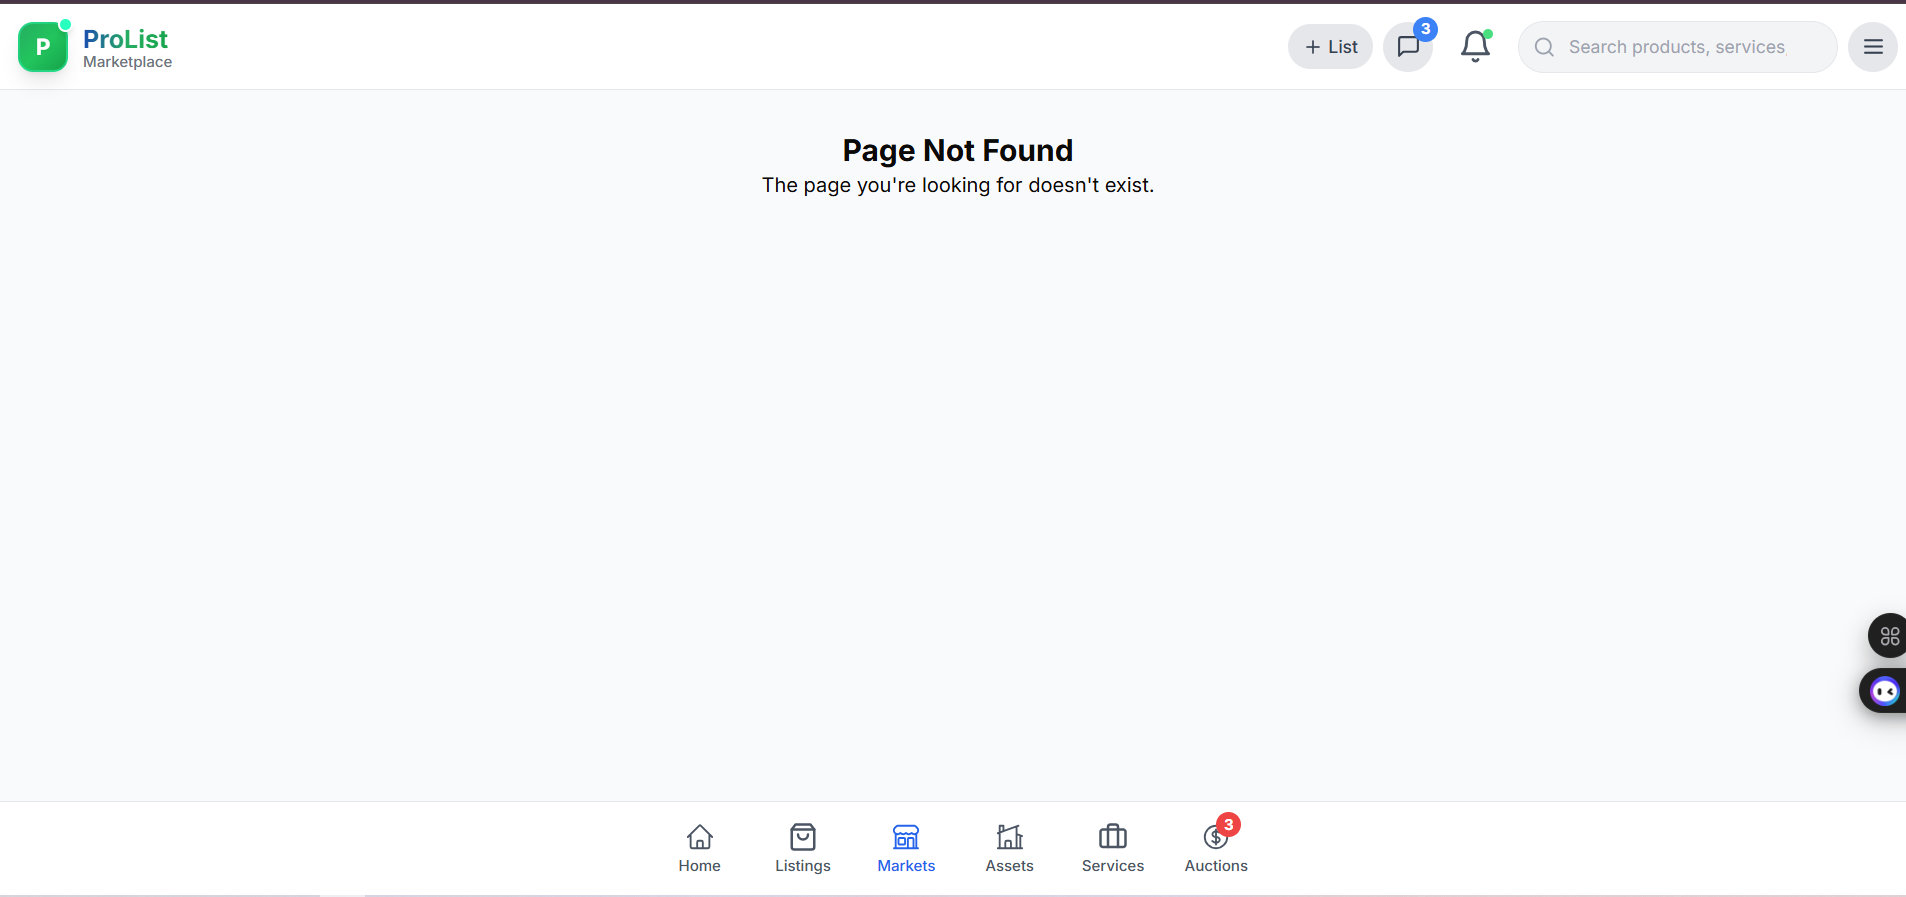 P
ProList
Marketplace
+ List
3
Search products, services,
Page Not Found
The page you're looking for doesn't exist.
Home
Listings
Markets
Assets
Services
3
Auctions